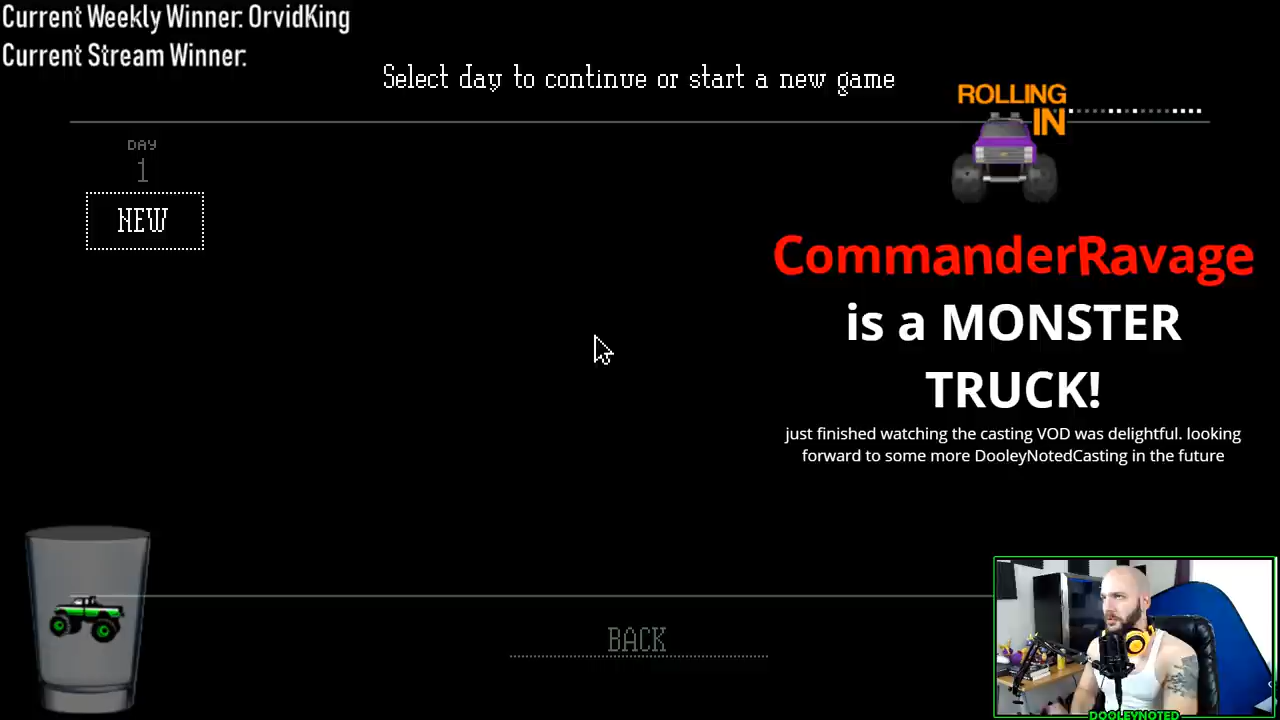 Current Weekly Winner: OrvidKing
Current Stream Winner:
Select day to continue or start a new game
ROLLING
IN
DAY
1
NEW
CommanderRavage
is a MONSTER
TRUCK!
just finished watching the casting VOD was delightful. looking
forward to some more DooleyNotedCasting in the future
BACK
DOOLEYNOTED